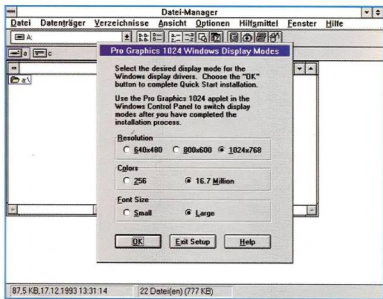 Datei-Manager
Datei Datenträger Verzeichnisse Ansicht Optionen Hilfsmittel Fenster Hilfe
A:
a c
a:\
Pro Graphics 1024 Windows Display Modes
Select the desired display mode for the
Windows display drivers. Choose the "OK"
button to complete Quick Start installation.
Use the Pro Graphics 1024 applet in the
Windows Control Panel to switch display
modes after you have completed the
installation process.
Resolution
640x480 800x600 1024x768
Colors
256 16.7 Million
Font Size
Small Large
OK Exit Setup Help
87,5 KB,17.12.1993 13:31:14 22 Datei(en) (777 KB)